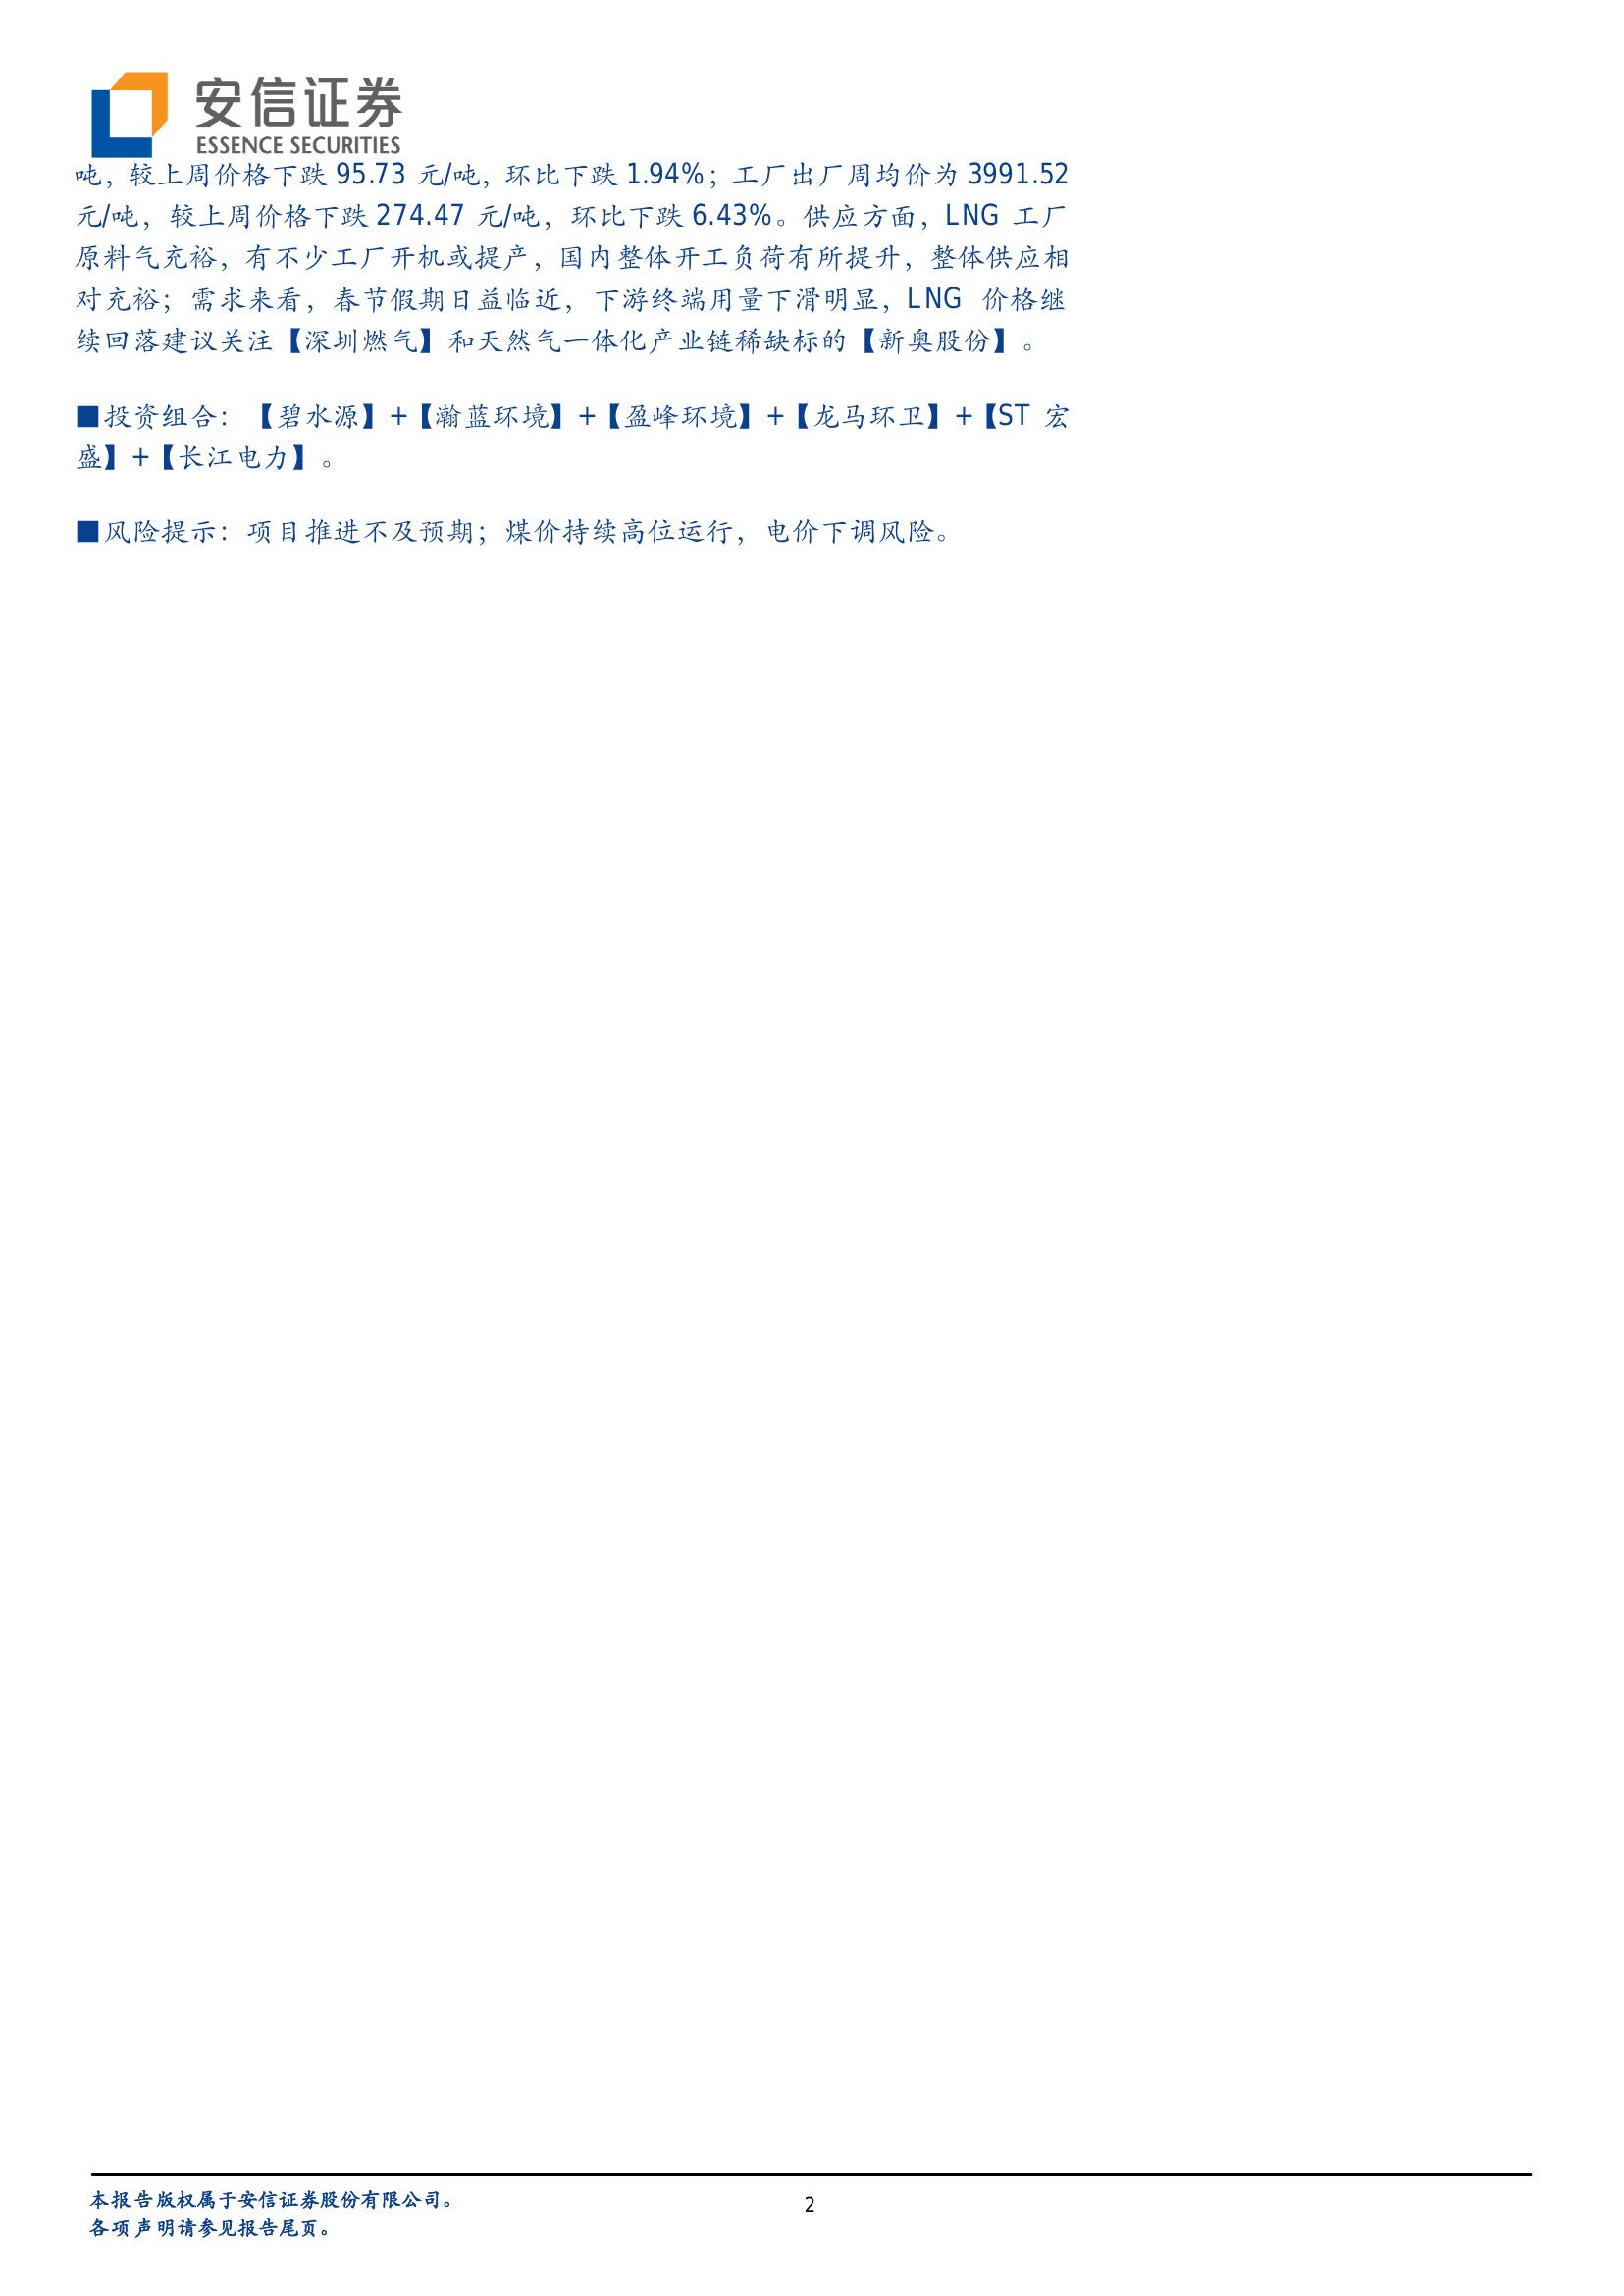 安信证券
ESSENCE SECURITIES
吨，较上周价格下跌 95.73 元/吨，环比下跌 1.94%；工厂出厂周均价为 3991.52
元/吨，较上周价格下跌 274.47 元/吨，环比下跌 6.43%。供应方面，LNG 工厂
原料气充裕，有不少工厂开机或提产，国内整体开工负荷有所提升，整体供应相
对充裕；需求来看，春节假期日益临近，下游终端用量下滑明显，LNG 价格继
续回落建议关注【深圳燃气】和天然气一体化产业链稀缺标的【新奥股份】。
■投资组合：【碧水源】+【瀚蓝环境】+【盈峰环境】+【龙马环卫】+【ST 宏
盛】+【长江电力】。
■风险提示：项目推进不及预期；煤价持续高位运行，电价下调风险。
本报告版权属于安信证券股份有限公司。
各项声明请参见报告尾页。
2